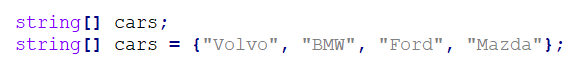 string[] cars;
string[] cars = {"Volvo", "BMW", "Ford", "Mazda"};